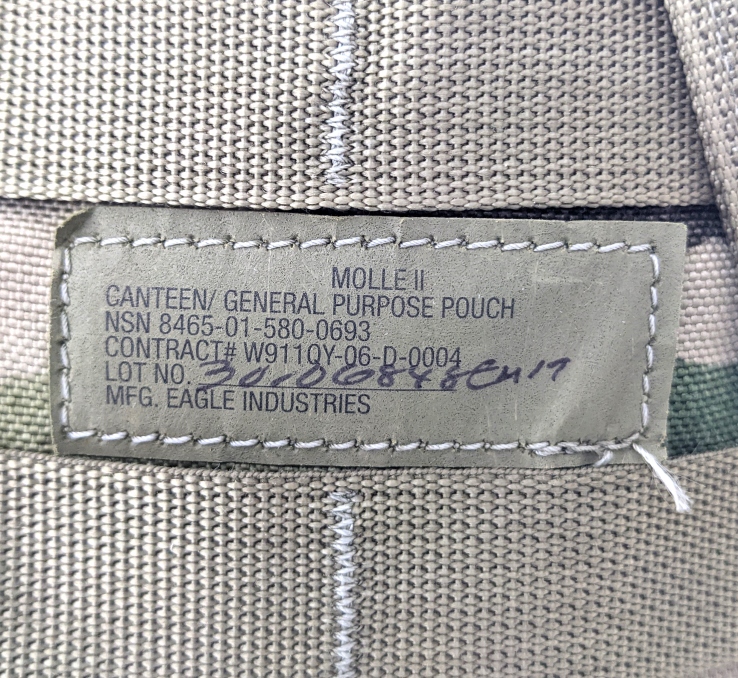 MOLLE II
CANTEEN/ GENERAL PURPOSE POUCH
NSN 8465-01-580-0693
CONTRACT# W911QY-06-D-0004
LOT NO.
MFG. EAGLE INDUSTRIES